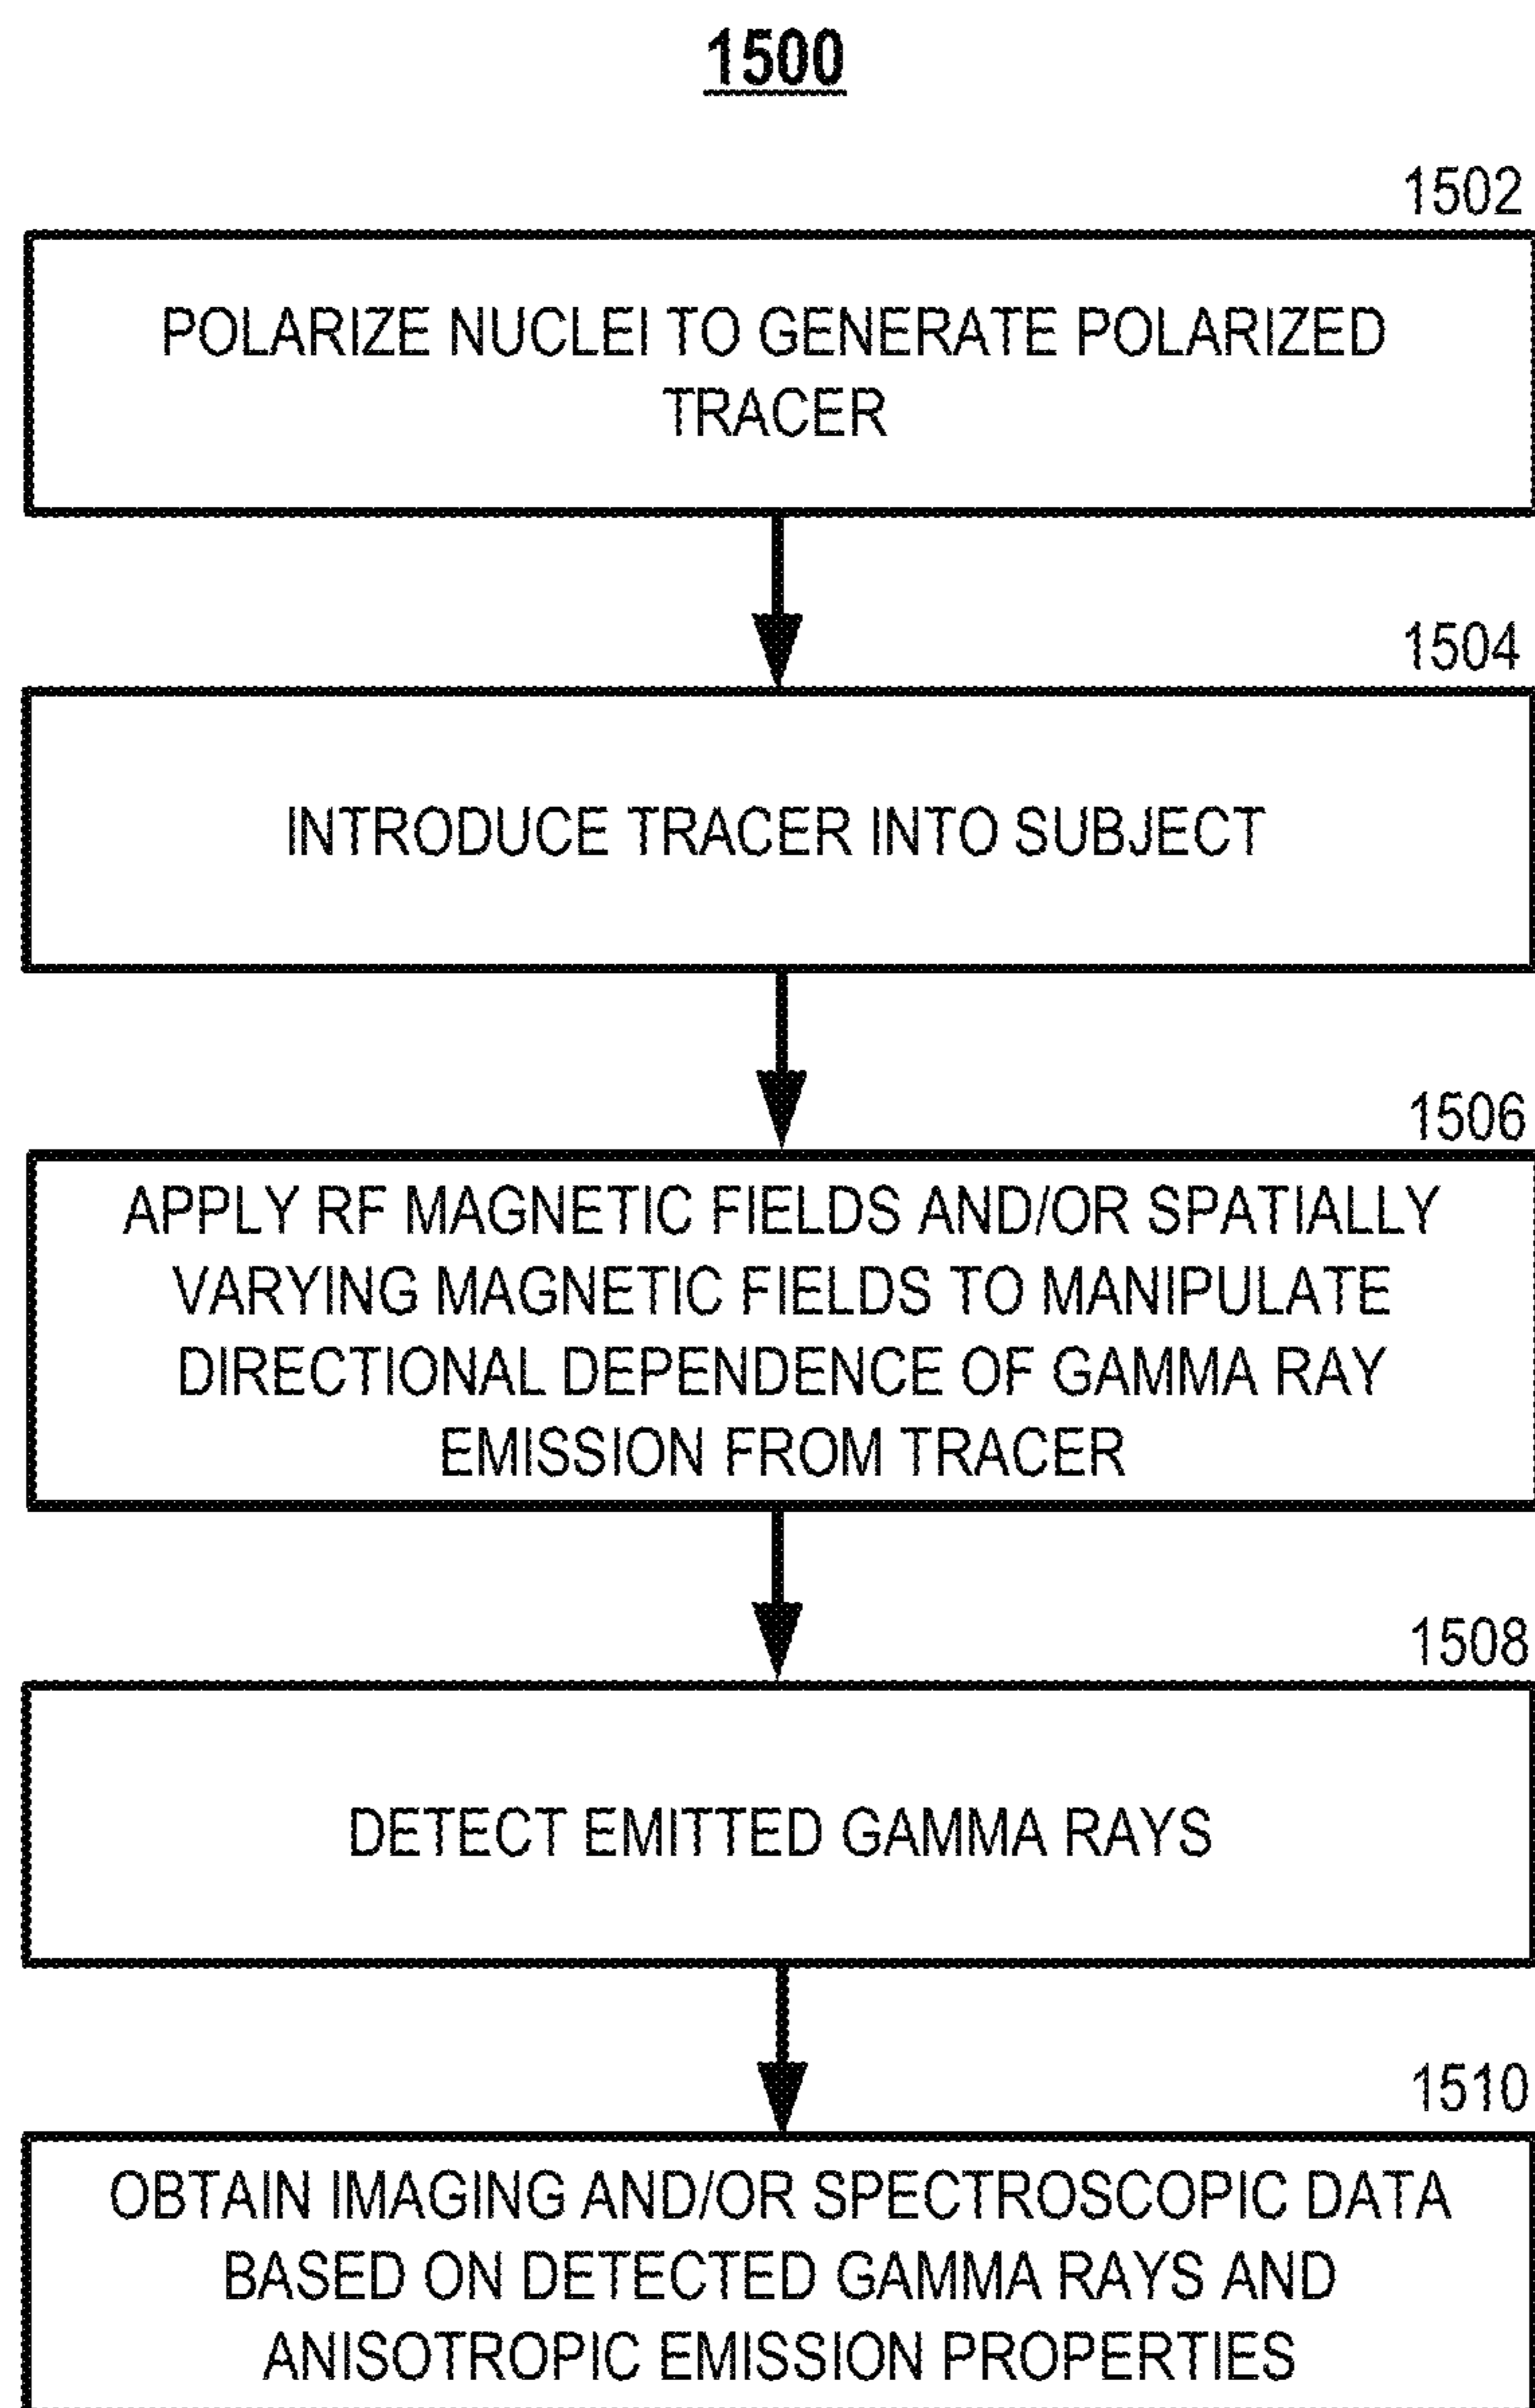 1500
1502
POLARIZE NUCLEI TO GENERATE POLARIZED
TRACER
1504
INTRODUCE TRACER INTO SUBJECT
1506
APPLY RF MAGNETIC FIELDS AND/OR SPATIALLY
VARYING MAGNETIC FIELDS TO MANIPULATE
DIRECTIONAL DEPENDENCE OF GAMMA RAY
EMISSION FROM TRACER
1508
DETECT EMITTED GAMMA RAYS
1510
OBTAIN IMAGING AND/OR SPECTROSCOPIC DATA
BASED ON DETECTED GAMMA RAYS AND
ANISOTROPIC EMISSION PROPERTIES